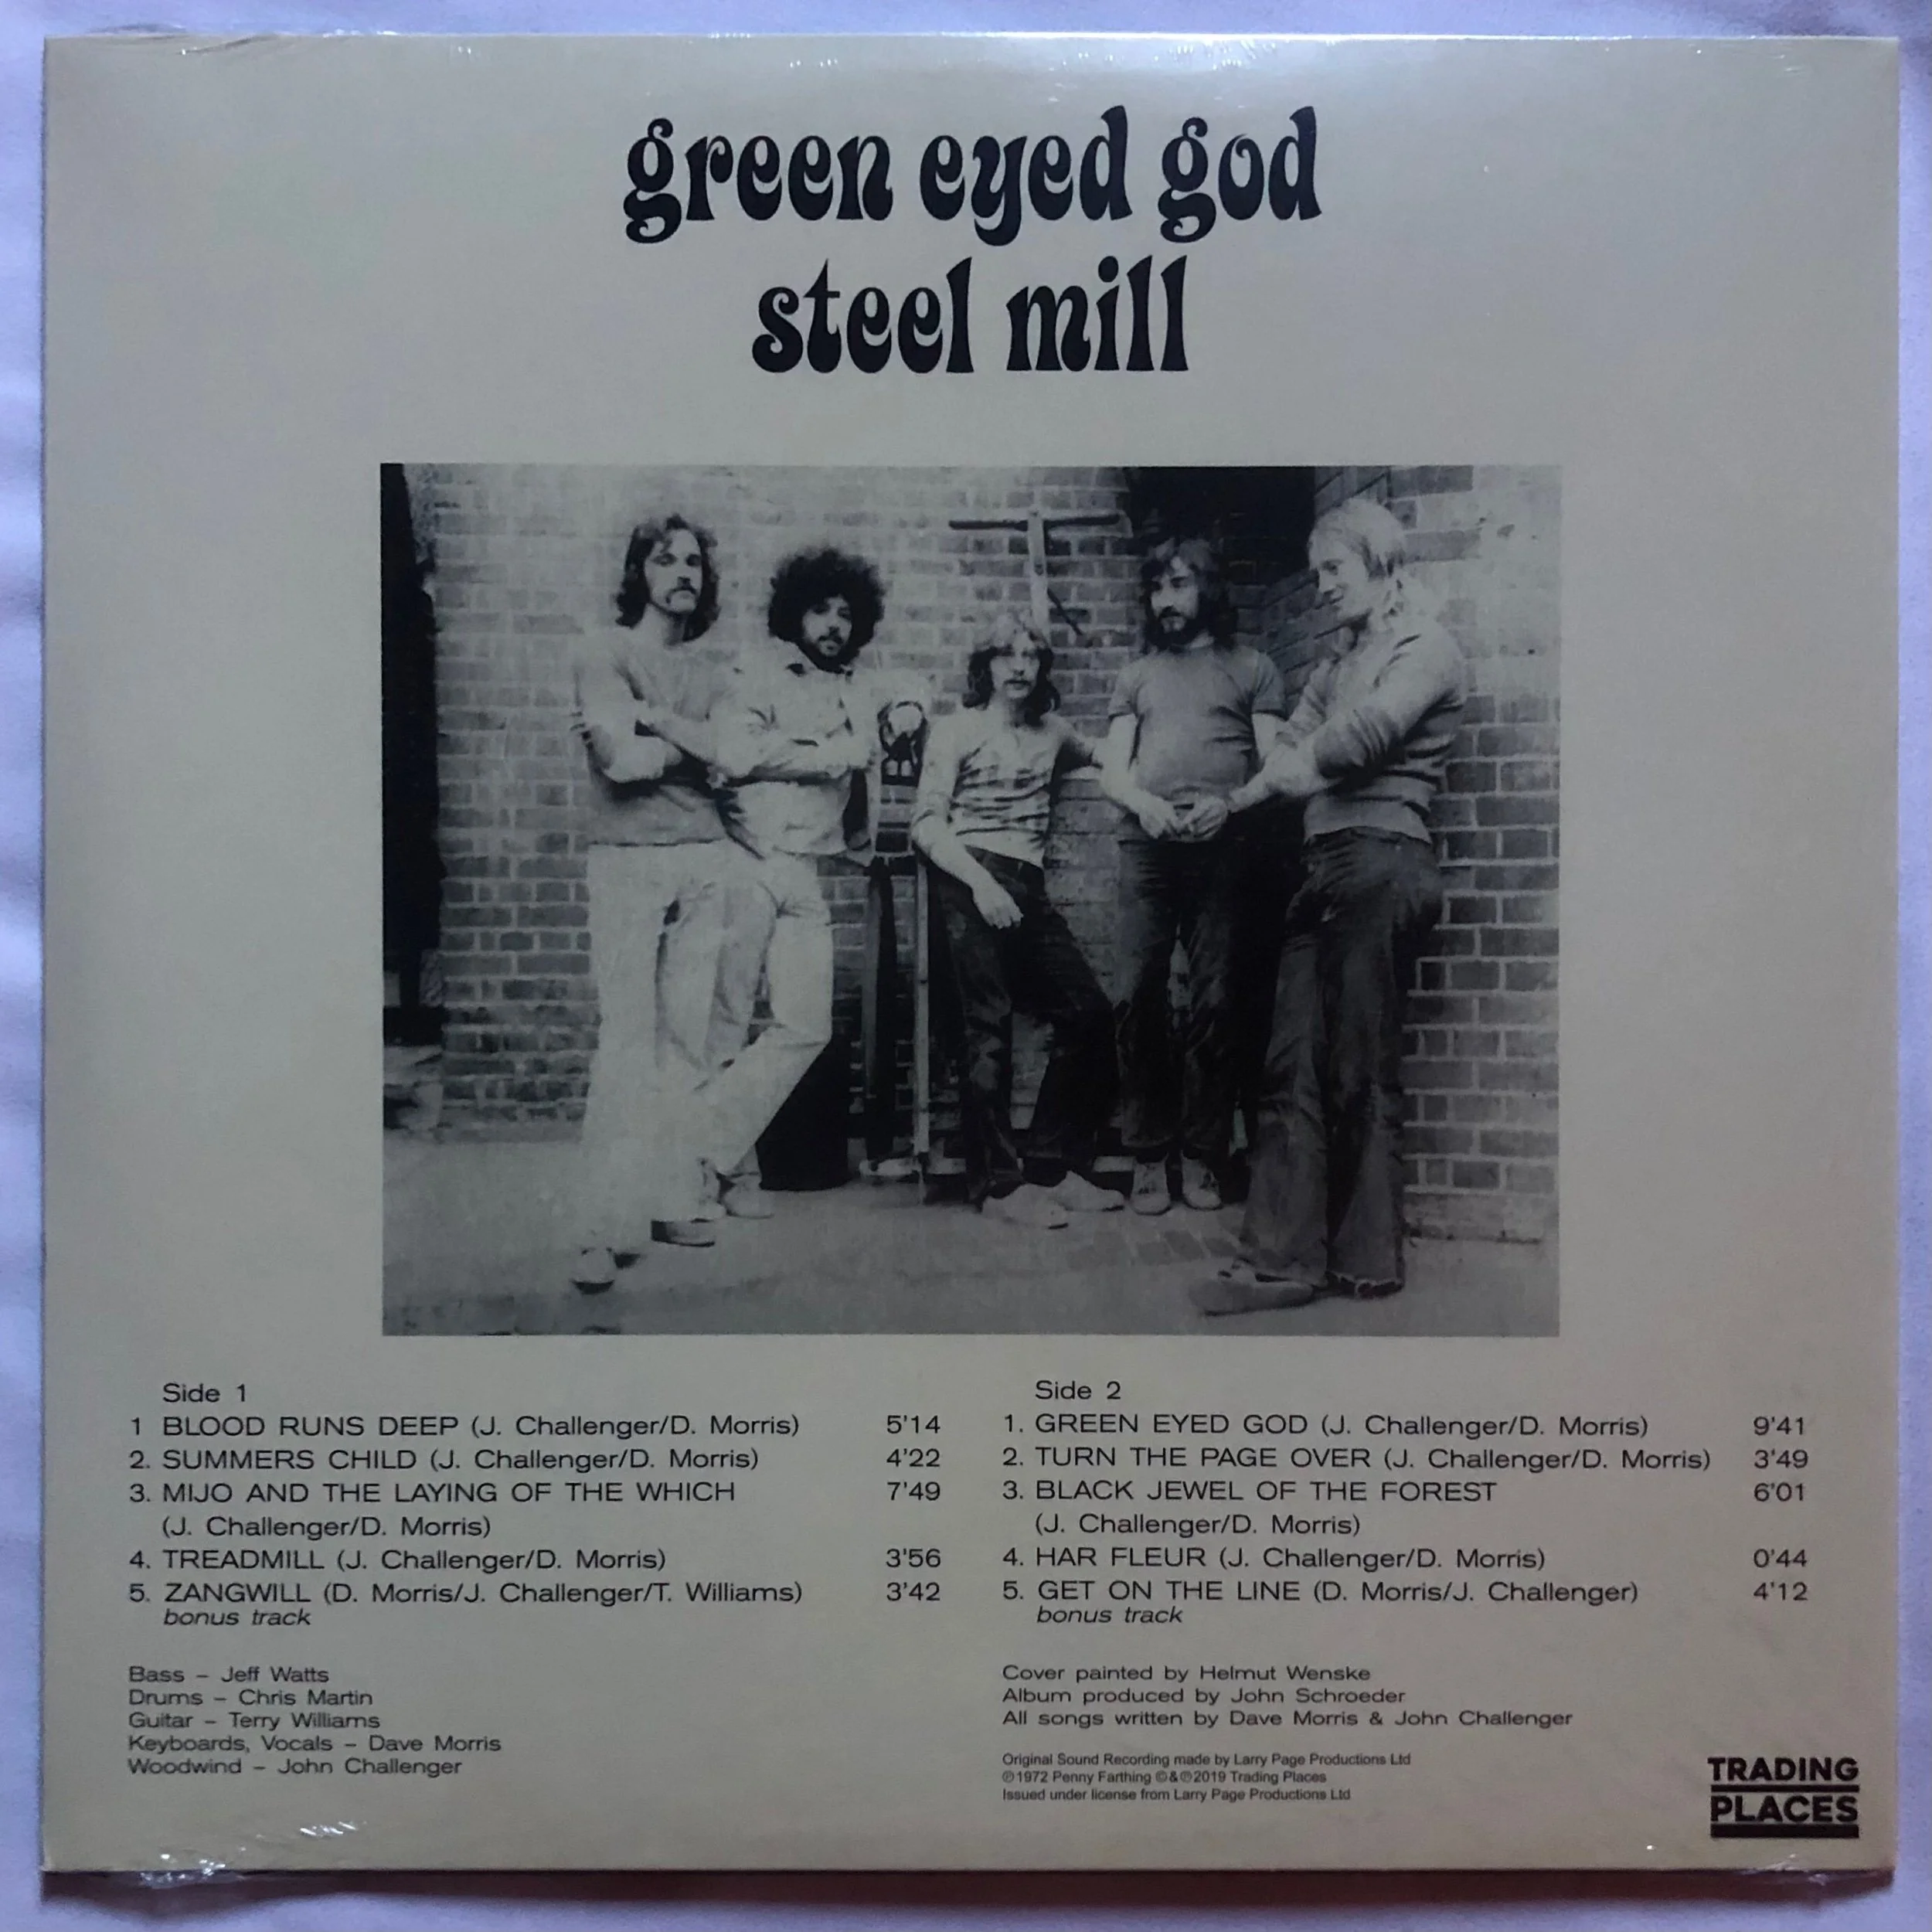 green eyed god
steel mill
Side 1
1 BLOOD RUNS DEEP (J. Challenger/D. Morris) 5'14
2. SUMMERS CHILD (J. Challenger/D. Morris) 4'22
3. MIJO AND THE LAYING OF THE WHICH 7'49
(J. Challenger/D. Morris)
4. TREADMILL (J. Challenger/D. Morris) 3'56
5. ZANGWILL (D. Morris/J. Challenger/T. Williams) 3'42
bonus track
Side 2
1. GREEN EYED GOD (J. Challenger/D. Morris) 9'41
2. TURN THE PAGE OVER (J. Challenger/D. Morris) 3'49
3. BLACK JEWEL OF THE FOREST 6'01
(J. Challenger/D. Morris)
4. HAR FLEUR (J. Challenger/D. Morris) 0'44
5. GET ON THE LINE (D. Morris/J. Challenger) 4'12
bonus track
Bass – Jeff Watts
Drums – Chris Martin
Guitar – Terry Williams
Keyboards, Vocals – Dave Morris
Woodwind – John Challenger
Cover painted by Helmut Wenske
Album produced by John Schroeder
All songs written by Dave Morris & John Challenger
Original Sound Recording made by Larry Page Productions Ltd
℗1972 Penny Farthing ©&℗2019 Trading Places
Issued under license from Larry Page Productions Ltd
TRADING
PLACES